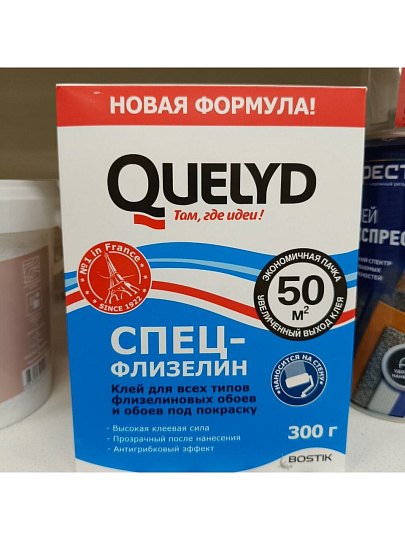 НОВАЯ ФОРМУЛА!
QUELYD
Там, где идеи!
№1 in France
SINCE 1922
ЭКОНОМИЧНАЯ ПАЧКА
50
м²
УВЕЛИЧЕННЫЙ ВЫХОД КЛЕЯ
СПЕЦ-
ФЛИЗЕЛИН
НАНОСИТСЯ НА СТЕНУ
Клей для всех типов
флизелиновых обоев
и обоев под покраску
- Высокая клеевая сила
- Прозрачный после нанесения
- Антигрибковый эффект
300 г
BOSTIK